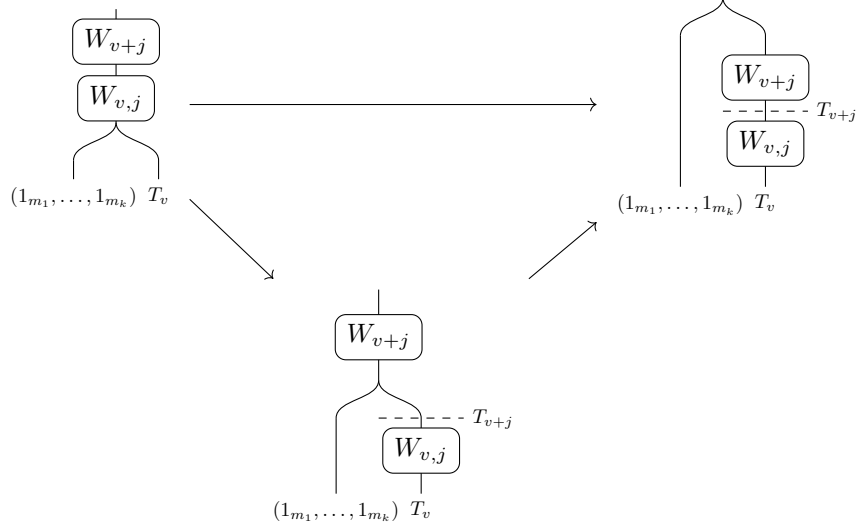 $W_{v+j}$
$W_{v,j}$
$(1_{m_1}, \ldots, 1_{m_k})$ $T_v$
$W_{v+j}$
$T_{v+j}$
$W_{v,j}$
$(1_{m_1}, \ldots, 1_{m_k})$ $T_v$
$W_{v+j}$
$T_{v+j}$
$W_{v,j}$
$(1_{m_1}, \ldots, 1_{m_k})$ $T_v$